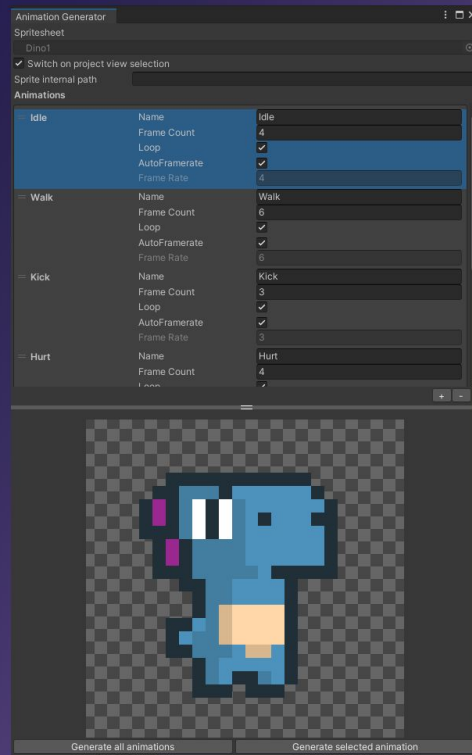 Animation Generator
Spritesheet
Dino1
Switch on project view selection
Sprite internal path
Animations
Idle Name Idle
Frame Count 4
Loop
AutoFramerate
Frame Rate 4
Walk Name Walk
Frame Count 6
Loop
AutoFramerate
Frame Rate 6
Kick Name Kick
Frame Count 3
Loop
AutoFramerate
Frame Rate 3
Hurt Name Hurt
Frame Count 4
Loop
+ -
Generate all animations Generate selected animation